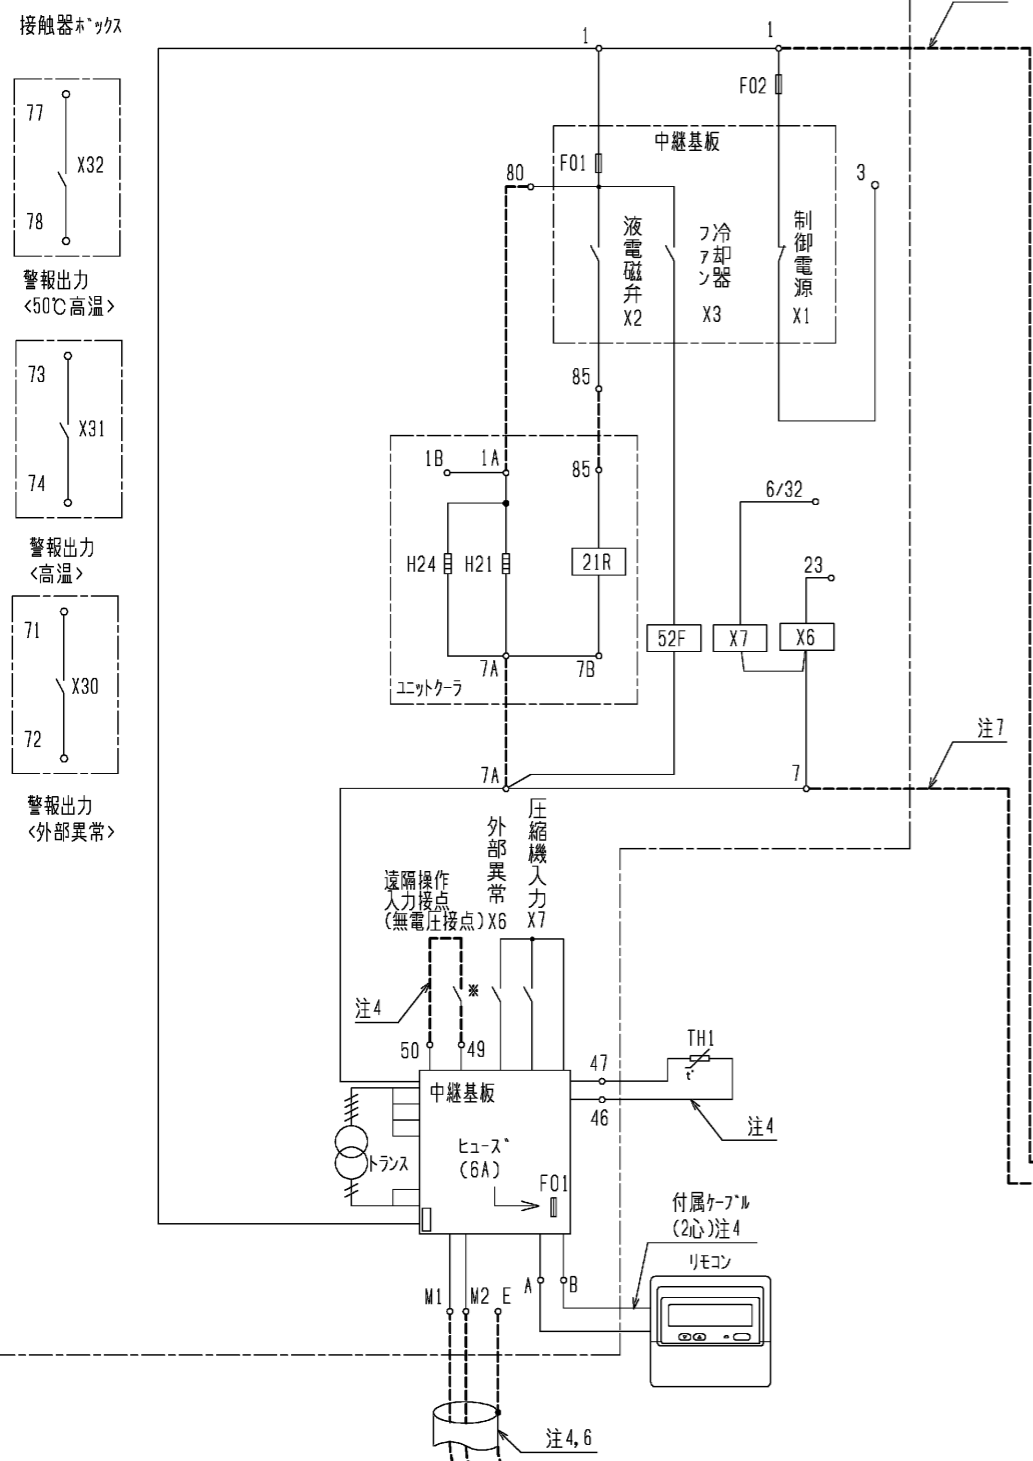 接触器ﾎﾞｯｸｽ
77
X32
78
警報出力
<50℃高温>
73
X31
74
警報出力
<高温>
71
X30
72
警報出力
<外部異常>
1
1
F02
中継基板
F01
80
3
液電磁弁
X2
冷却器
ファン
X3
制御電源
X1
85
1B
1A
85
6/32
H24
H21
21R
23
52F
X7
X6
7A
7B
ﾕﾆｯﾄｸｰﾗ
注7
7A
7
外部異常
X6
圧縮機入力
X7
遠隔操作
入力接点
(無電圧接点)
注4
※
50
49
47
TH1
t°
46
注4
中継基板
トランス
ﾋｭｰｽﾞ
(6A)
F01
付属ｹｰﾌﾞﾙ
(2心)注4
ﾘﾓｺﾝ
A
B
M1
M2
E
注4,6